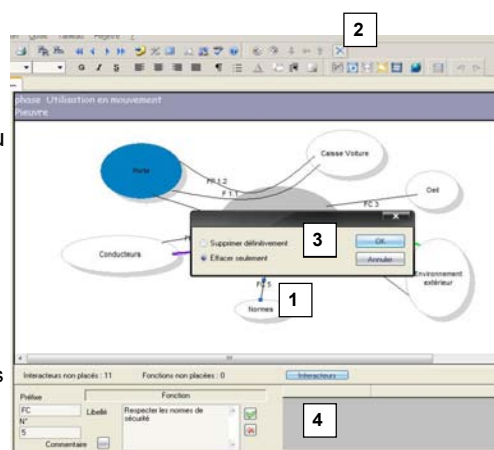 2
G I S
phase Utilisation en mouvement
Pieuvre
u
Porte
Caisse Voiture
FP 1.2
F 1.1
FC 3
Oeil
Supprimer définitivement
OK
3
Effacer seulement
Annuler
Conducteurs
Environnement
extérieur
FC 5
1
Normes
Interacteurs non placés : 11
Fonctions non placées : 0
Interacteurs
s
Préfixe
Fonction
FC
Libellé
Respecter les normes de
sécurité
N°
5
4
Commentaire